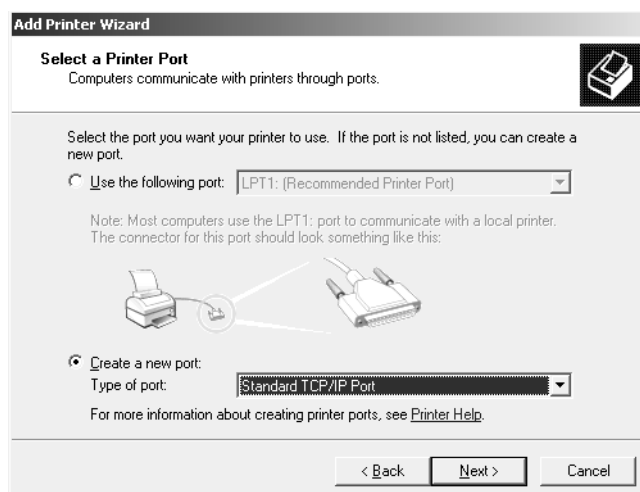 Add Printer Wizard
Select a Printer Port
Computers communicate with printers through ports.
Select the port you want your printer to use. If the port is not listed, you can create a
new port.
Use the following port: LPT1: (Recommended Printer Port)
Note: Most computers use the LPT1: port to communicate with a local printer.
The connector for this port should look something like this:
Create a new port:
Type of port: Standard TCP/IP Port
For more information about creating printer ports, see Printer Help.
< Back Next > Cancel